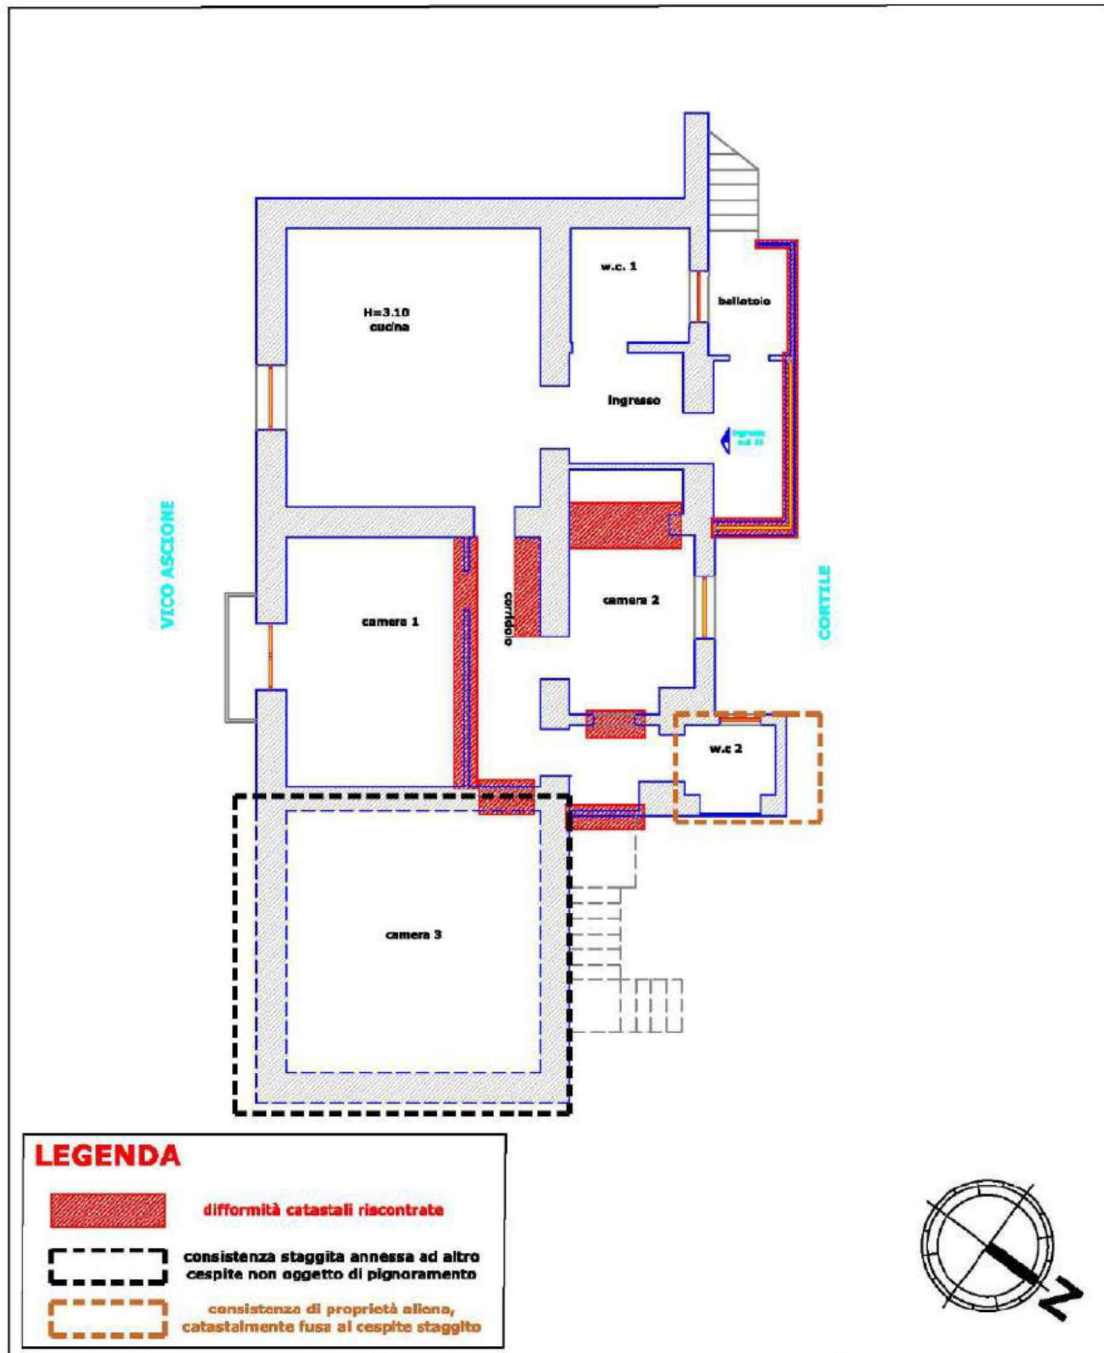 w.c. 1
H=3.10
cucina
ballatoio
ingresso
ingresso
VICO ASCIONE
CORTILE
camera 1
corridoio
camera 2
w.c 2
camera 3
LEGENDA
difformità catastali riscontrate
consistenza staggita annessa ad altro
cespite non oggetto di pignoramento
consistenza di proprietà aliena,
catastalmente fusa al cespite staggito
N